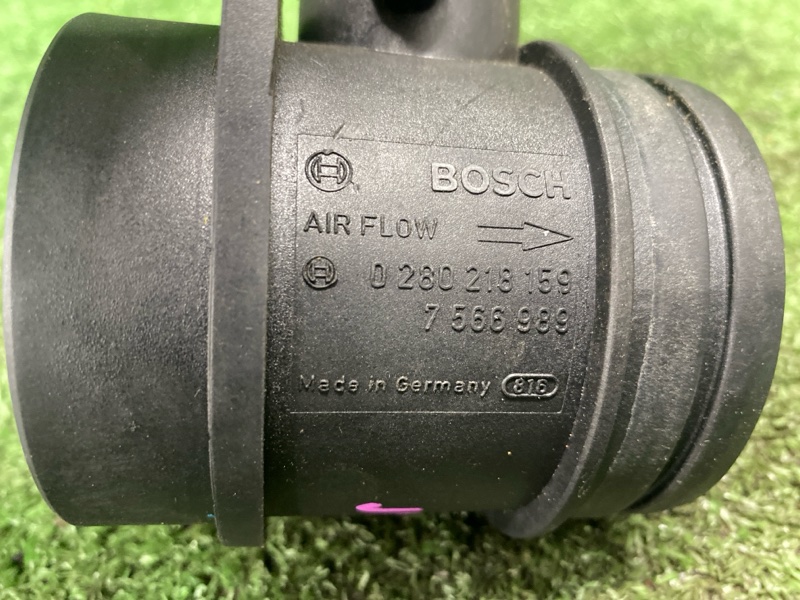 BOSCH
AIR FLOW
0 280 218 159
7 566 989
Made in Germany 816